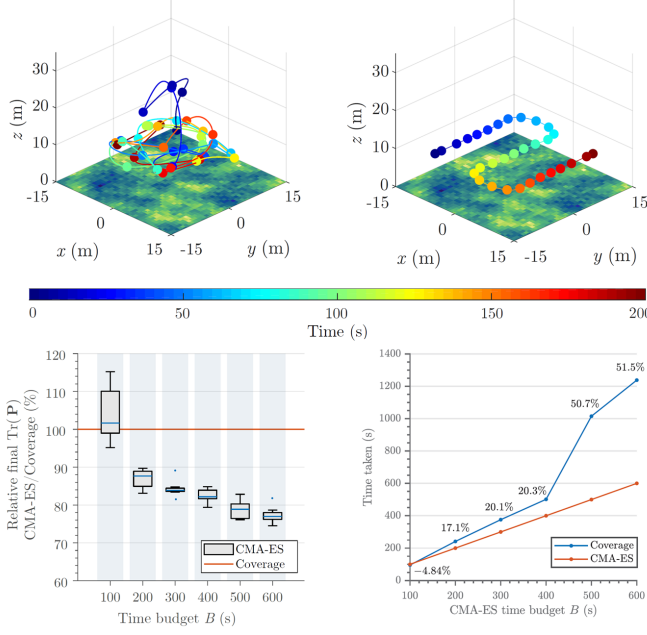 30
20
10
0
z (m)
-15
0
15
x (m)
-15
0
15
y (m)
30
20
10
0
z (m)
-15
0
15
x (m)
-15
0
15
y (m)
0
50
100
150
200
Time (s)
120
110
100
90
80
70
60
Relative final Tr(P)
CMA-ES/Coverage (%)
CMA-ES
Coverage
100 200 300 400 500 600
Time budget B (s)
1400
1200
1000
800
600
400
200
0
Time taken (s)
-4.84%
17.1%
20.1%
20.3%
50.7%
51.5%
Coverage
CMA-ES
100 200 300 400 500 600
CMA-ES time budget B (s)